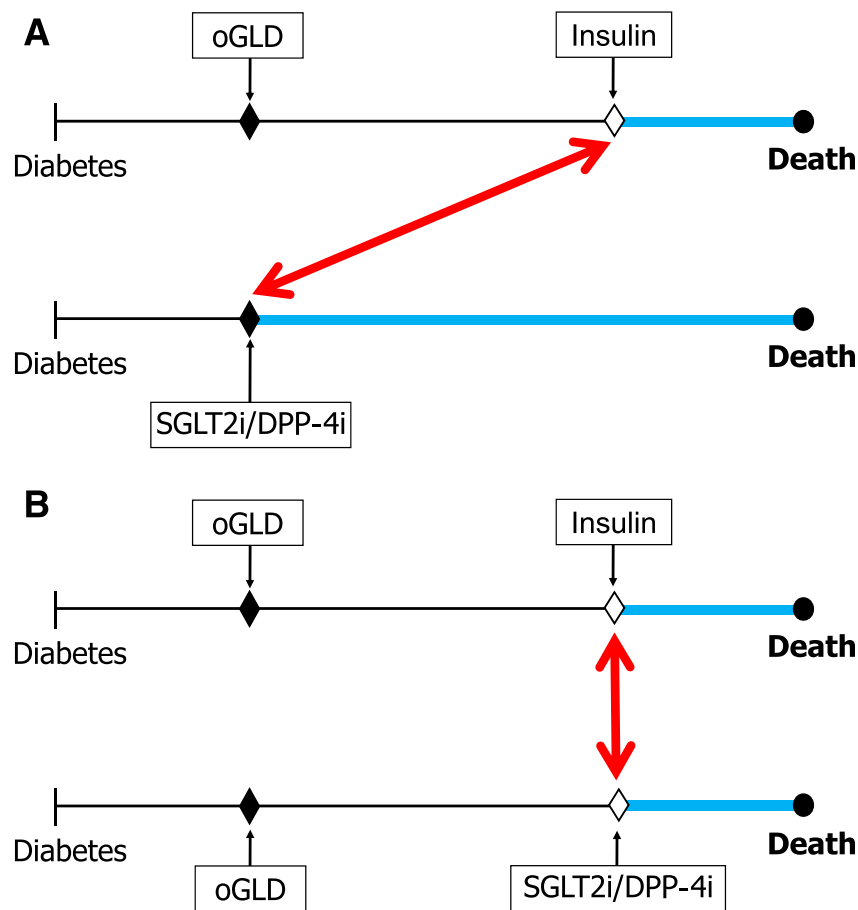 A
oGLD
Insulin
Diabetes
Death
Diabetes
Death
SGLT2i/DPP-4i
B
oGLD
Insulin
Diabetes
Death
Diabetes
Death
oGLD
SGLT2i/DPP-4i